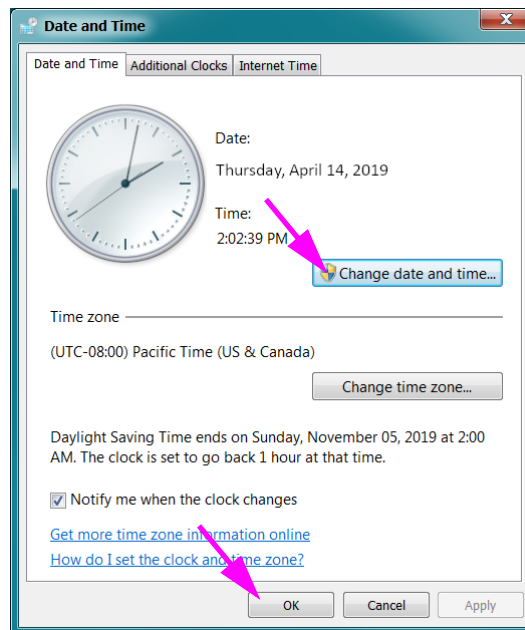 Date and Time
Date and Time Additional Clocks Internet Time
Date:
Thursday, April 14, 2019
Time:
2:02:39 PM
Change date and time...
Time zone
(UTC-08:00) Pacific Time (US & Canada)
Change time zone...
Daylight Saving Time ends on Sunday, November 05, 2019 at 2:00
AM. The clock is set to go back 1 hour at that time.
Notify me when the clock changes
Get more time zone information online
How do I set the clock and time zone?
OK Cancel Apply